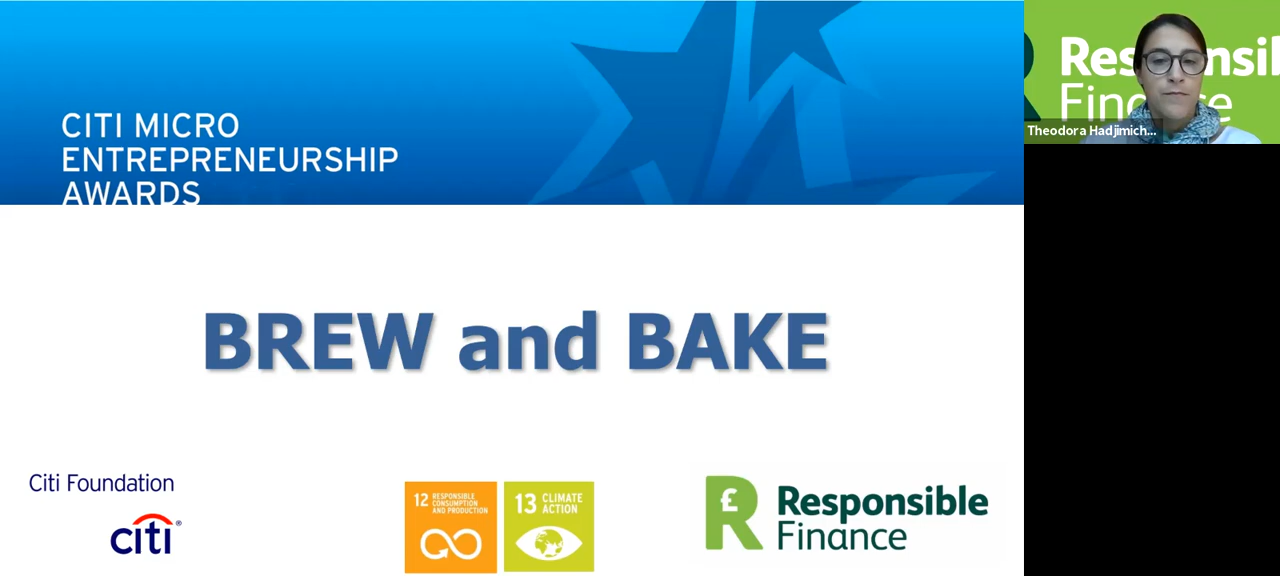 CITI MICRO
ENTREPRENEURSHIP
AWARDS
BREW and BAKE
Citi Foundation
citi®
12 RESPONSIBLE
CONSUMPTION
AND PRODUCTION
13 CLIMATE
ACTION
£
Responsible
Finance
Finance
Theodora Hadjimich...